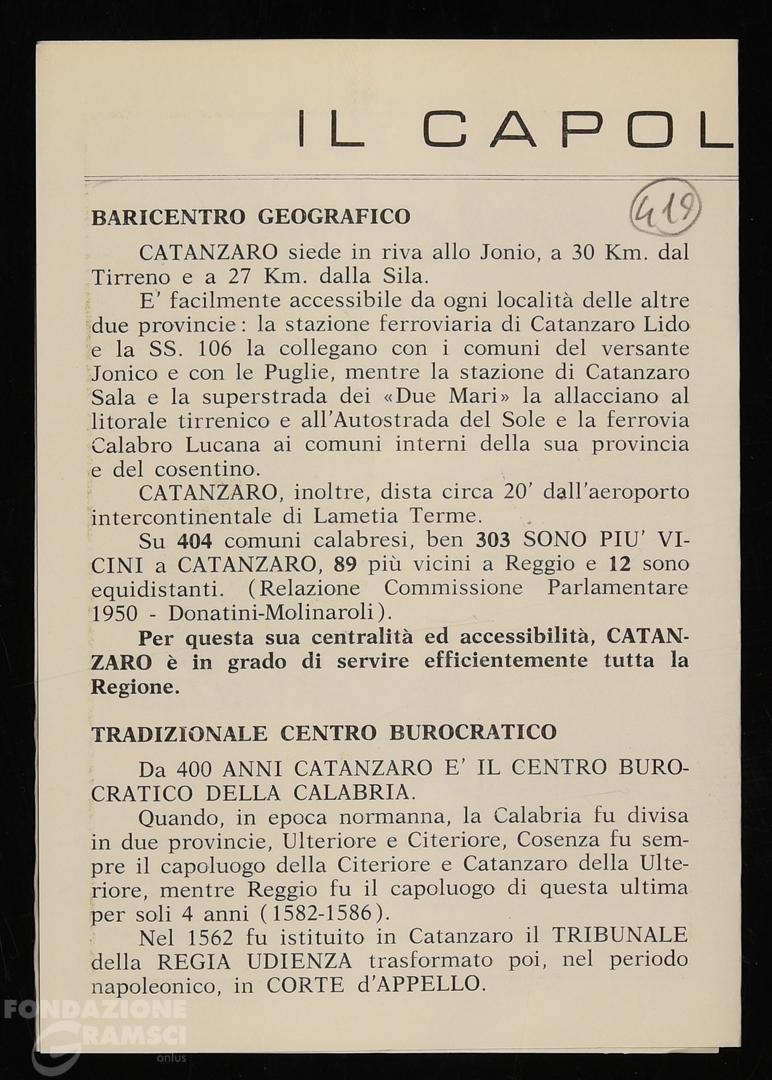 IL CAPOL
419
BARICENTRO GEOGRAFICO
CATANZARO siede in riva allo Jonio, a 30 Km. dal
Tirreno e a 27 Km. dalla Sila.
E' facilmente accessibile da ogni località delle altre
due provincie: la stazione ferroviaria di Catanzaro Lido
e la SS. 106 la collegano con i comuni del versante
Jonico e con le Puglie, mentre la stazione di Catanzaro
Sala e la superstrada dei «Due Mari» la allacciano al
litorale tirrenico e all'Autostrada del Sole e la ferrovia
Calabro Lucana ai comuni interni della sua provincia
e del cosentino.
CATANZARO, inoltre, dista circa 20' dall'aeroporto
intercontinentale di Lametia Terme.
Su 404 comuni calabresi, ben 303 SONO PIU' VI-
CINI a CATANZARO, 89 più vicini a Reggio e 12 sono
equidistanti. (Relazione Commissione Parlamentare
1950 - Donatini-Molinaroli).
Per questa sua centralità ed accessibilità, CATAN-
ZARO è in grado di servire efficientemente tutta la
Regione.
TRADIZIONALE CENTRO BUROCRATICO
Da 400 ANNI CATANZARO E' IL CENTRO BURO-
CRATICO DELLA CALABRIA.
Quando, in epoca normanna, la Calabria fu divisa
in due provincie, Ulteriore e Citeriore, Cosenza fu sem-
pre il capoluogo della Citeriore e Catanzaro della Ulte-
riore, mentre Reggio fu il capoluogo di questa ultima
per soli 4 anni (1582-1586).
Nel 1562 fu istituito in Catanzaro il TRIBUNALE
della REGIA UDIENZA trasformato poi, nel periodo
napoleonico, in CORTE d'APPELLO.
FONDAZIONE
GRAMSCI
onlus